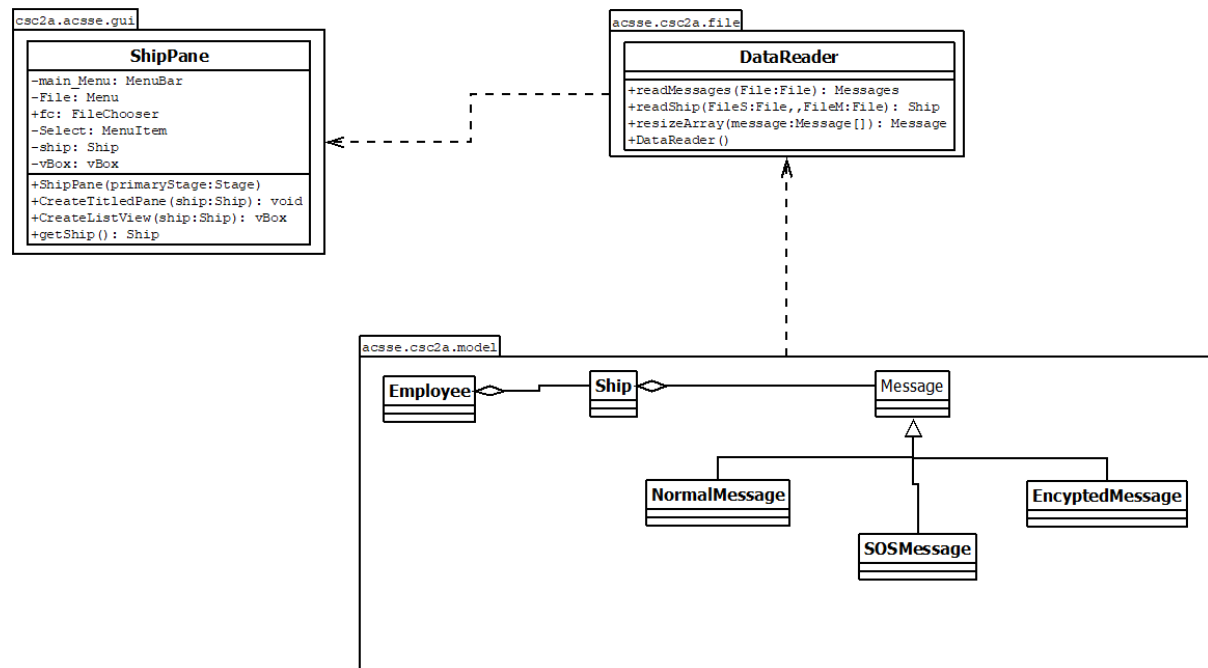 csc2a.acsse.gui
ShipPane
-main_Menu: MenuBar
-File: Menu
+fc: FileChooser
-Select: MenuItem
-ship: Ship
-vBox: vBox
+ShipPane(primaryStage:Stage)
+CreateTitledPane(ship:Ship): void
+CreateListView(ship:Ship): vBox
+getShip(): Ship
acsse.csc2a.file
DataReader
+readMessages(File:File): Messages
+readShip(FileS:File,,FileM:File): Ship
+resizeArray(message:Message[]): Message
+DataReader()
acsse.csc2a.model
Employee
Ship
Message
NormalMessage
SOSMessage
EncyptedMessage